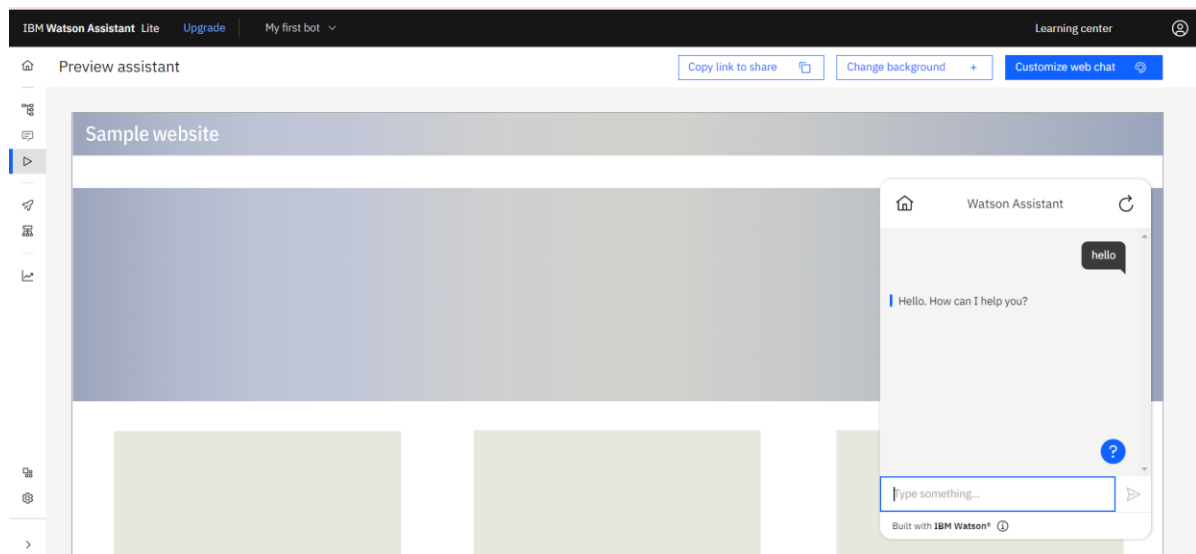 IBM Watson Assistant Lite Upgrade My first bot Learning center
Preview assistant Copy link to share Change background + Customize web chat
Sample website
Watson Assistant
hello
Hello. How can I help you?
?
Type something...
Built with IBM Watson®